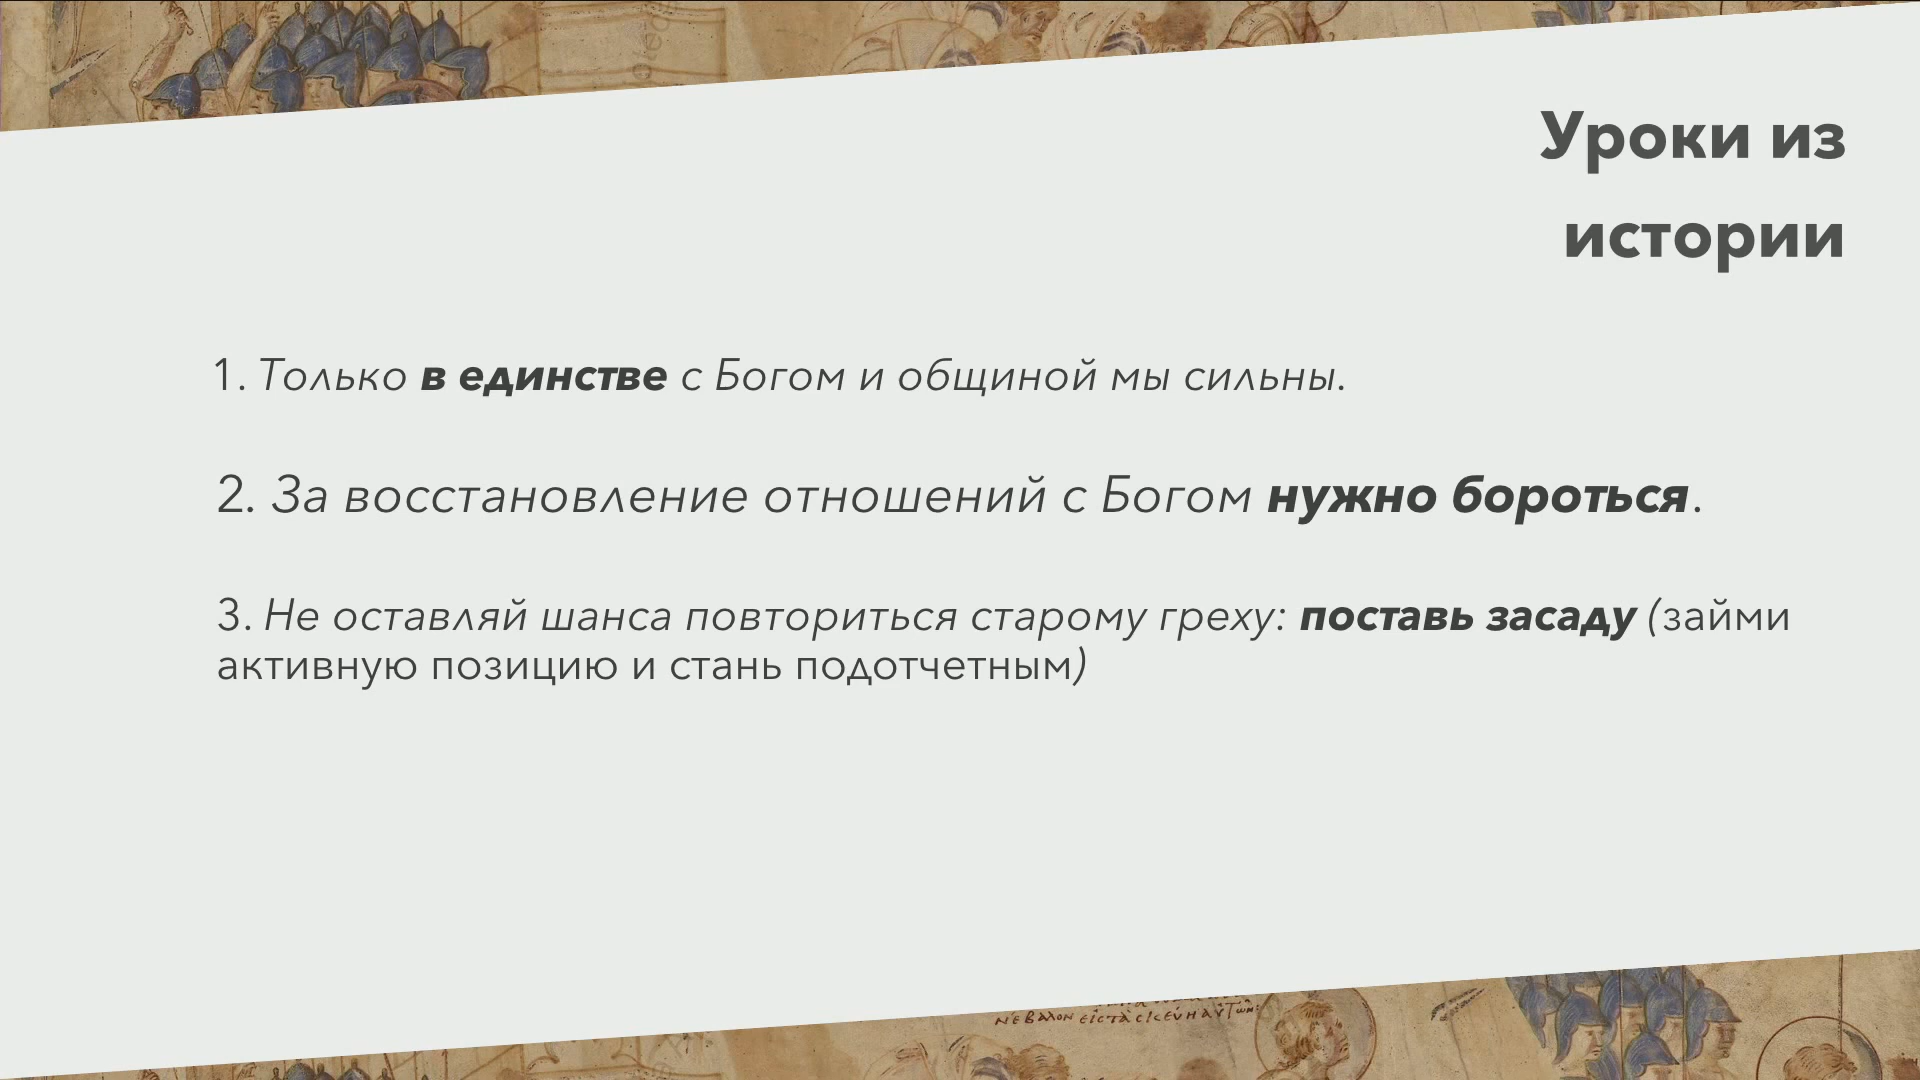 Уроки из
истории
1. Только в единстве с Богом и общиной мы сильны.
2. За восстановление отношений с Богом нужно бороться.
3. Не оставляй шанса повториться старому греху: поставь засаду (займи
активную позицию и стань подотчетным)